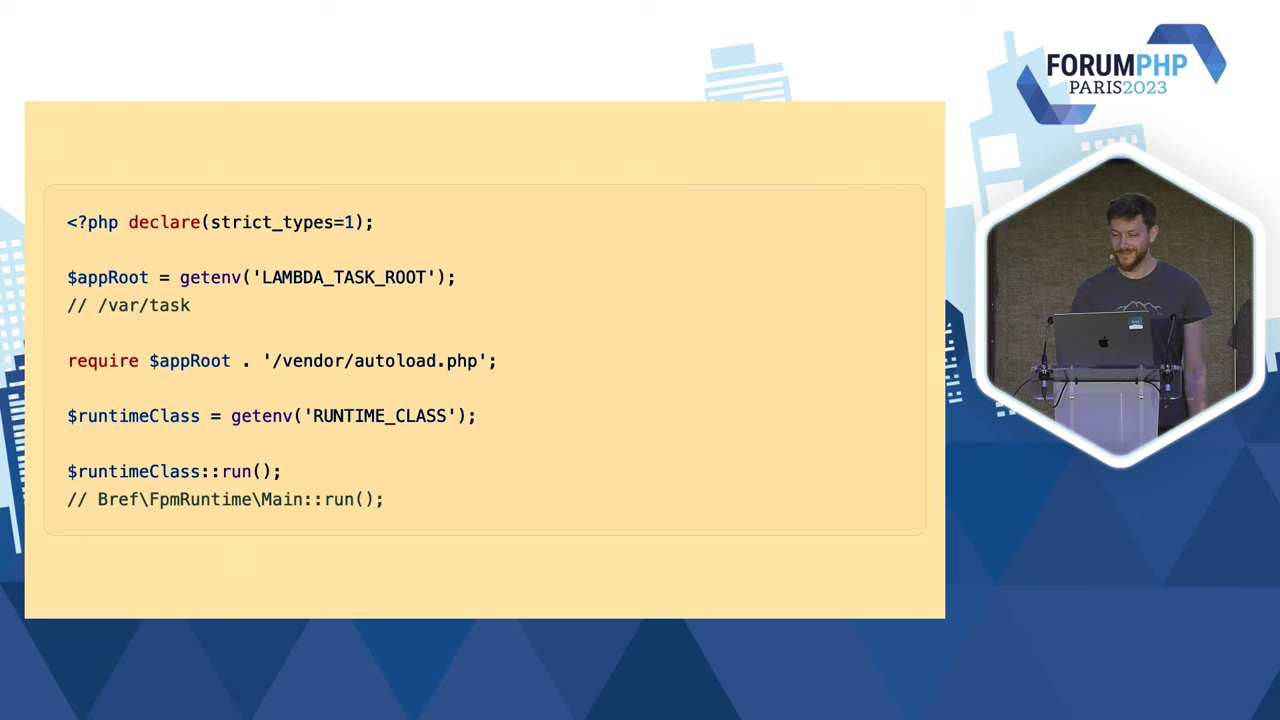 FORUMPHP
PARIS2023
<?php declare(strict_types=1);
$appRoot = getenv('LAMBDA_TASK_ROOT');
// /var/task
require $appRoot . '/vendor/autoload.php';
$runtimeClass = getenv('RUNTIME_CLASS');
$runtimeClass::run();
// Bref\FpmRuntime\Main::run();